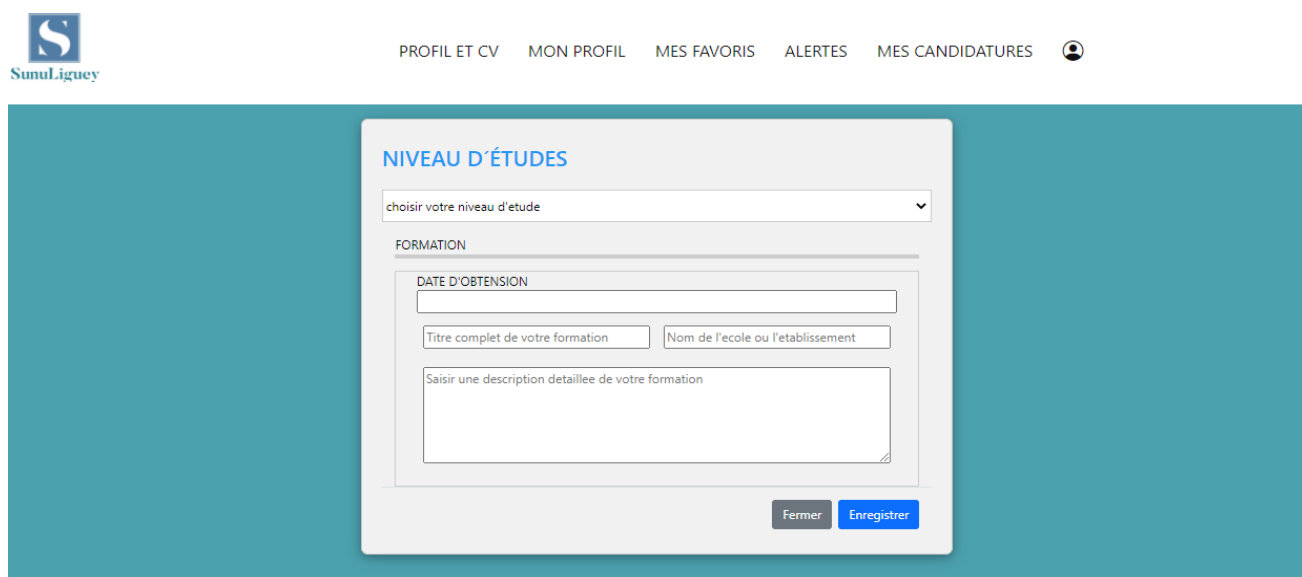 S
SunuLiguey
PROFIL ET CV MON PROFIL MES FAVORIS ALERTES MES CANDIDATURES
NIVEAU D´ÉTUDES
choisir votre niveau d'etude
FORMATION
DATE D'OBTENSION
Titre complet de votre formation Nom de l'ecole ou l'etablissement
Saisir une description detaillee de votre formation
Fermer Enregistrer